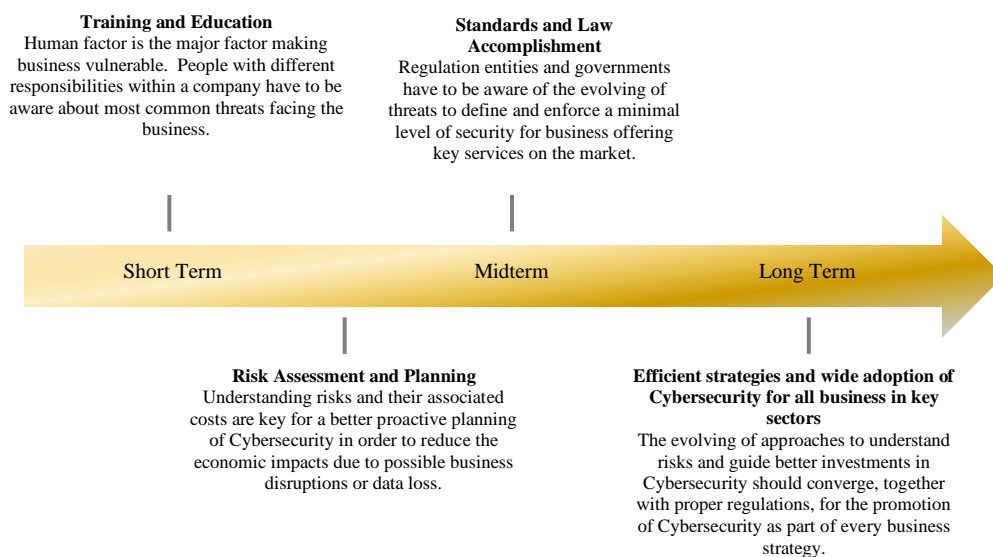 Training and Education
Human factor is the major factor making
business vulnerable.  People with different
responsibilities within a company have to be
aware about most common threats facing the
business.
Standards and Law
Accomplishment
Regulation entities and governments
have to be aware of the evolving of
threats to define and enforce a minimal
level of security for business offering
key services on the market.
Short Term
Midterm
Long Term
Risk Assessment and Planning
Understanding risks and their associated
costs are key for a better proactive planning
of Cybersecurity in order to reduce the
economic impacts due to possible business
disruptions or data loss.
Efficient strategies and wide adoption of
Cybersecurity for all business in key
sectors
The evolving of approaches to understand
risks and guide better investments in
Cybersecurity should converge, together
with proper regulations, for the promotion
of Cybersecurity as part of every business
strategy.